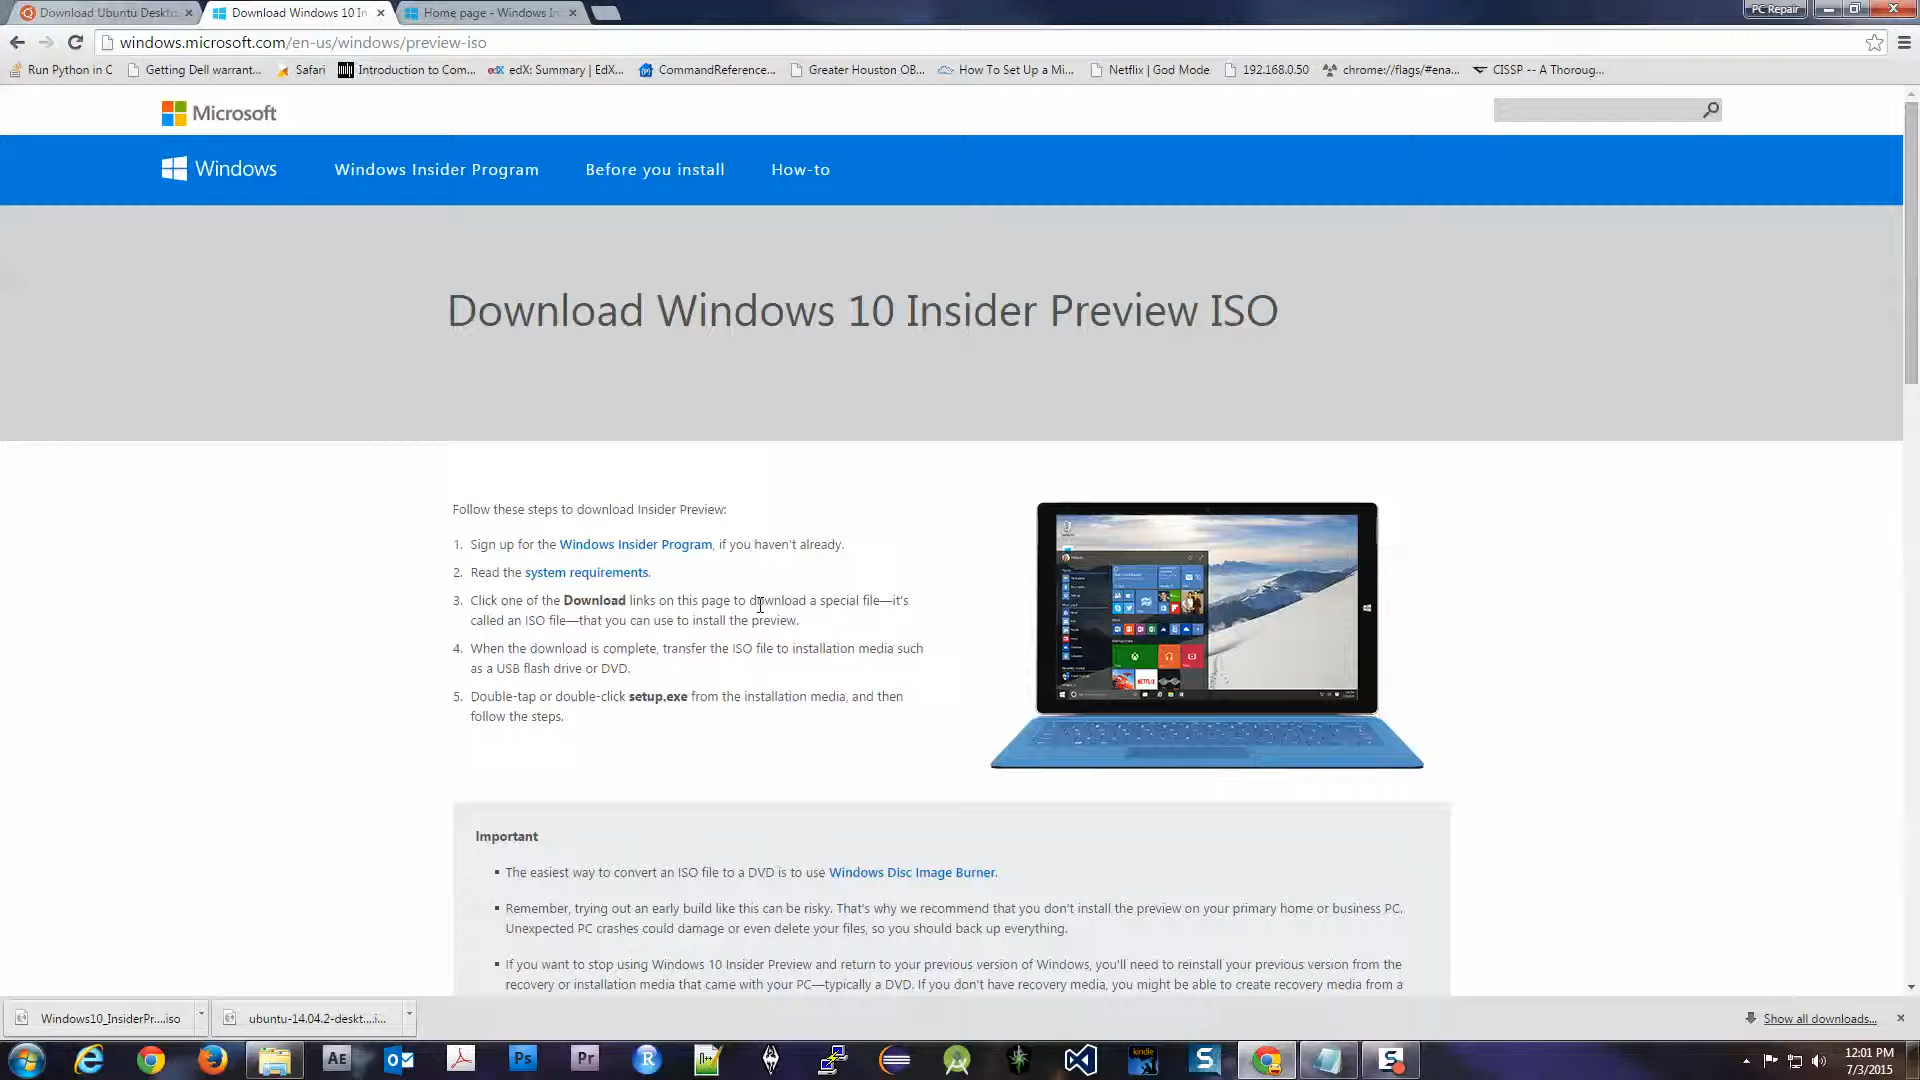 Download Ubuntu Deskto
Download Windows 10 In
Home page - Windows In
PC Repair
windows.microsoft.com/en-us/windows/preview-iso
Run Python in C
Getting Dell warrant...
Safari
Introduction to Com...
edX: Summary | EdX...
CommandReference...
Greater Houston OB...
How To Set Up a Mi...
Netflix | God Mode
192.168.0.50
chrome://flags/#ena...
CISSP -- A Thoroug...
Microsoft
Windows
Windows Insider Program
Before you install
How-to
Download Windows 10 Insider Preview ISO
Follow these steps to download Insider Preview:
1. Sign up for the Windows Insider Program, if you haven't already.
2. Read the system requirements.
3. Click one of the Download links on this page to download a special file—it's
called an ISO file—that you can use to install the preview.
4. When the download is complete, transfer the ISO file to installation media such
as a USB flash drive or DVD.
5. Double-tap or double-click setup.exe from the installation media, and then
follow the steps.
Important
▪ The easiest way to convert an ISO file to a DVD is to use Windows Disc Image Burner.
▪ Remember, trying out an early build like this can be risky. That's why we recommend that you don't install the preview on your primary home or business PC.
Unexpected PC crashes could damage or even delete your files, so you should back up everything.
▪ If you want to stop using Windows 10 Insider Preview and return to your previous version of Windows, you'll need to reinstall your previous version from the
recovery or installation media that came with your PC—typically a DVD. If you don't have recovery media, you might be able to create recovery media from a
Windows10_InsiderPr....iso
ubuntu-14.04.2-deskt....i...
Show all downloads...
AE
Ps
Pr
R
kindle
S
S
12:01 PM
7/3/2015